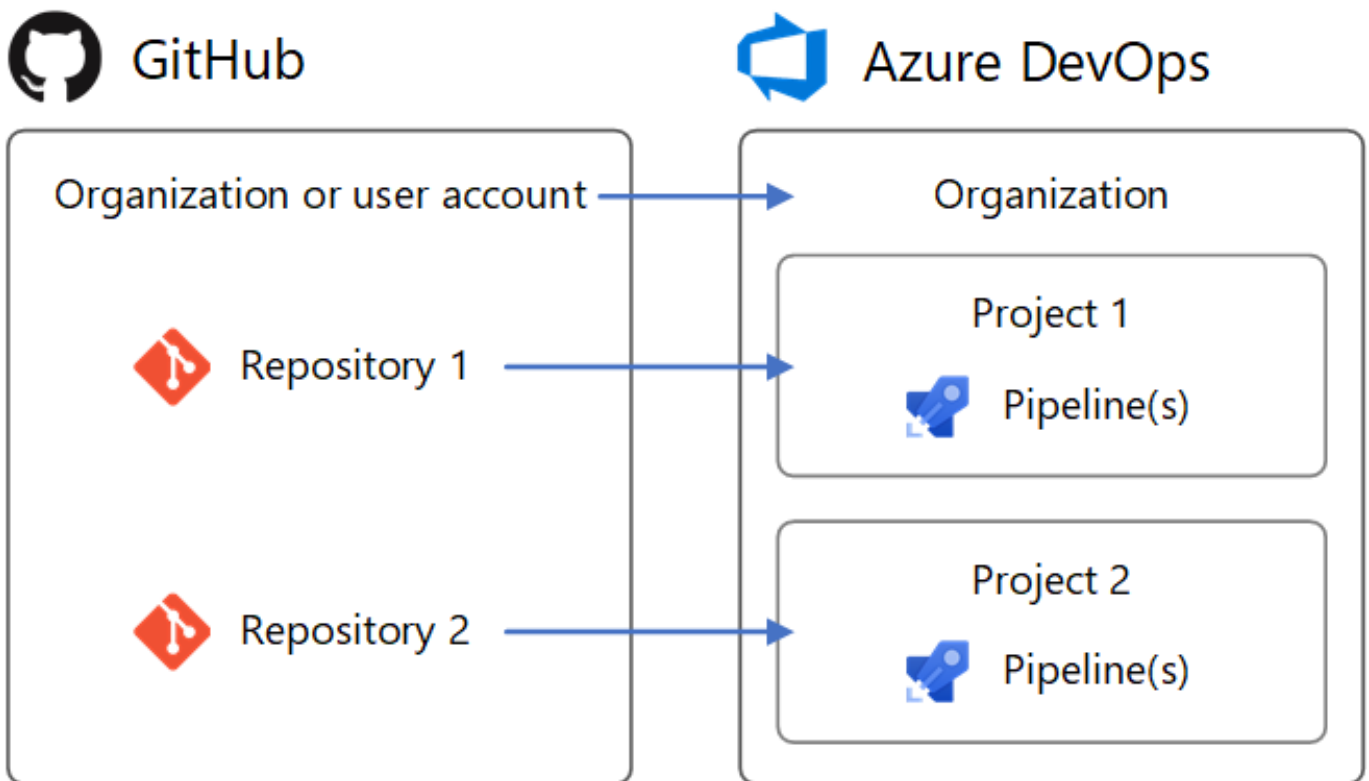 GitHub
Azure DevOps
Organization or user account
Organization
Project 1
Repository 1
Pipeline(s)
Project 2
Repository 2
Pipeline(s)